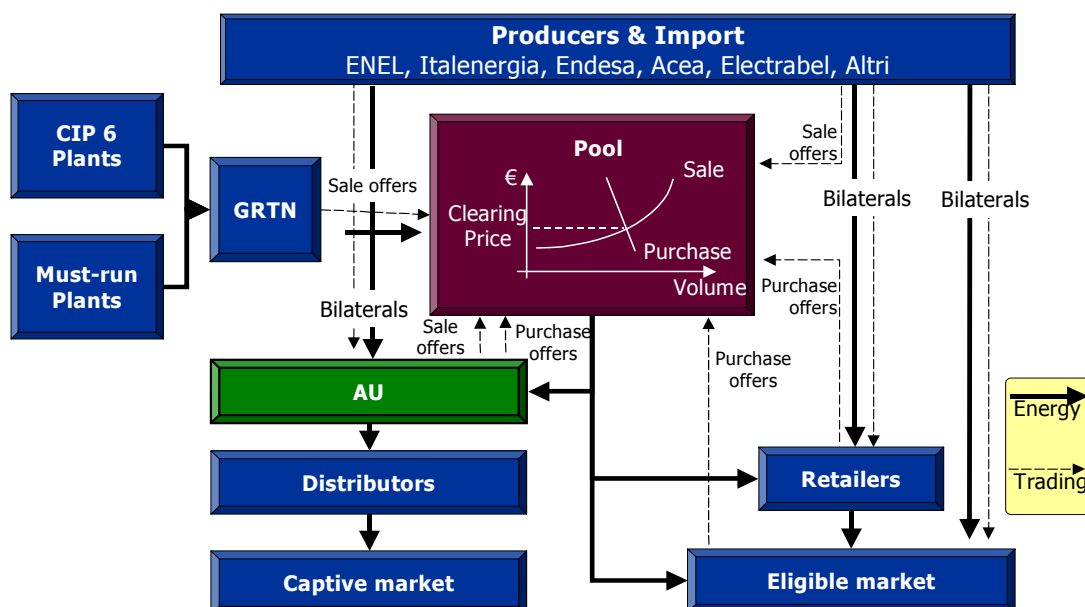 Producers & Import
ENEL, Italenergia, Endesa, Acea, Electrabel, Altri
CIP 6
Plants
Must-run
Plants
GRTN
Sale offers
Pool
€
Sale
Clearing
Price
Purchase
Volume
Sale
offers
Bilaterals
Bilaterals
Purchase
offers
Bilaterals
Sale
offers
Purchase
offers
Purchase
offers
AU
Distributors
Captive market
Retailers
Eligible market
Energy
Trading